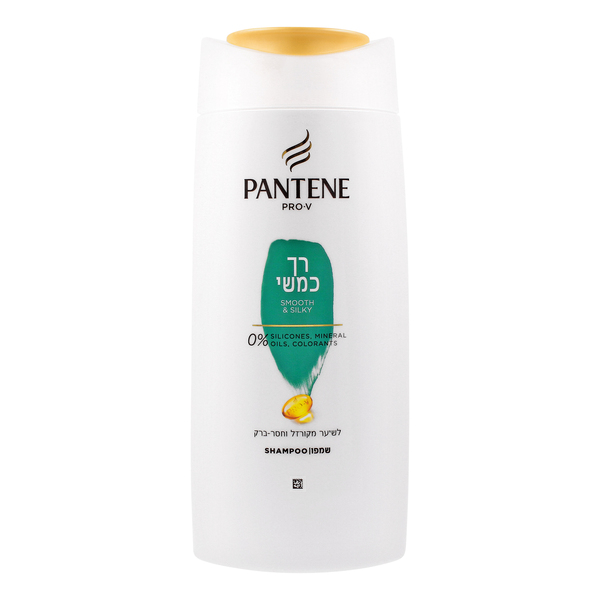 PANTENE
PRO-V
רך
כמשי
SMOOTH
& SILKY
0% SILICONES, MINERAL
OILS, COLORANTS
לשיער מקורזל וחסר-ברק
SHAMPOO|שמפו